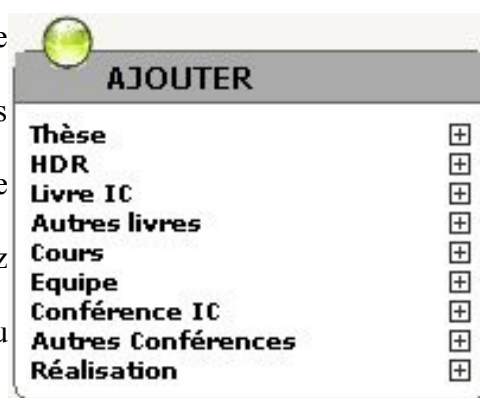 e
AJOUTER
s
Thèse
HDR
e
Livre IC
Autres livres
z
Cours
Equipe
Conférence IC
u
Autres Conférences
Réalisation